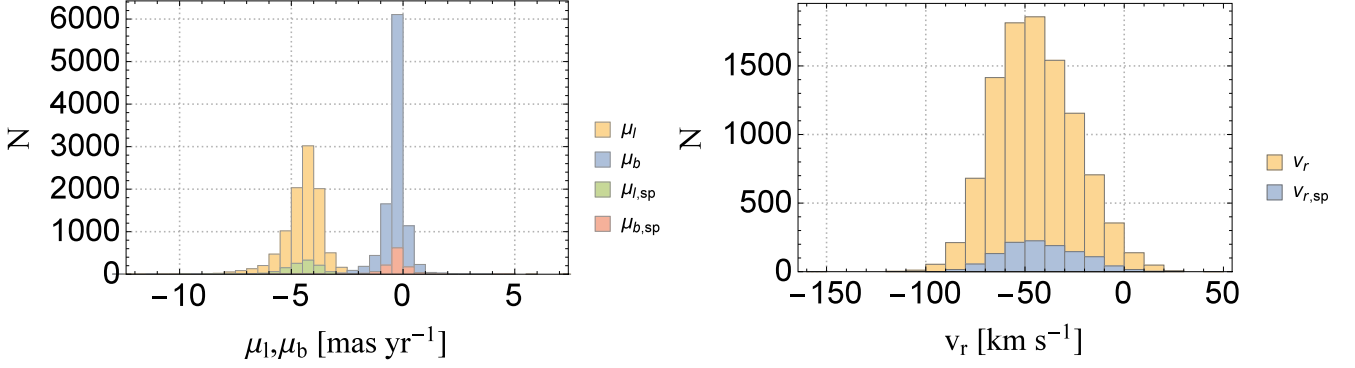 6000
5000
4000
3000
2000
1000
0
N
−10
−5
0
5
μl,μb [mas yr−1]
μl
μb
μl,sp
μb,sp
1500
1000
500
0
N
−150
−100
−50
0
50
vr [km s−1]
vr
vr,sp